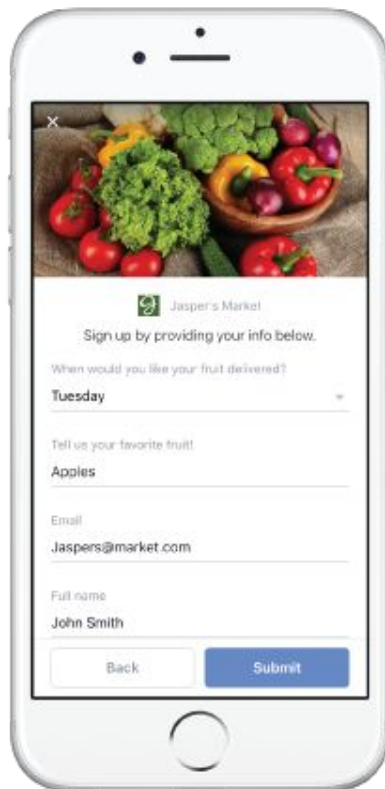 Jasper's Market
Sign up by providing your info below.
When would you like your fruit delivered?
Tuesday
Tell us your favorite fruit!
Apples
Email
Jaspers@market.com
Full name
John Smith
Back
Submit